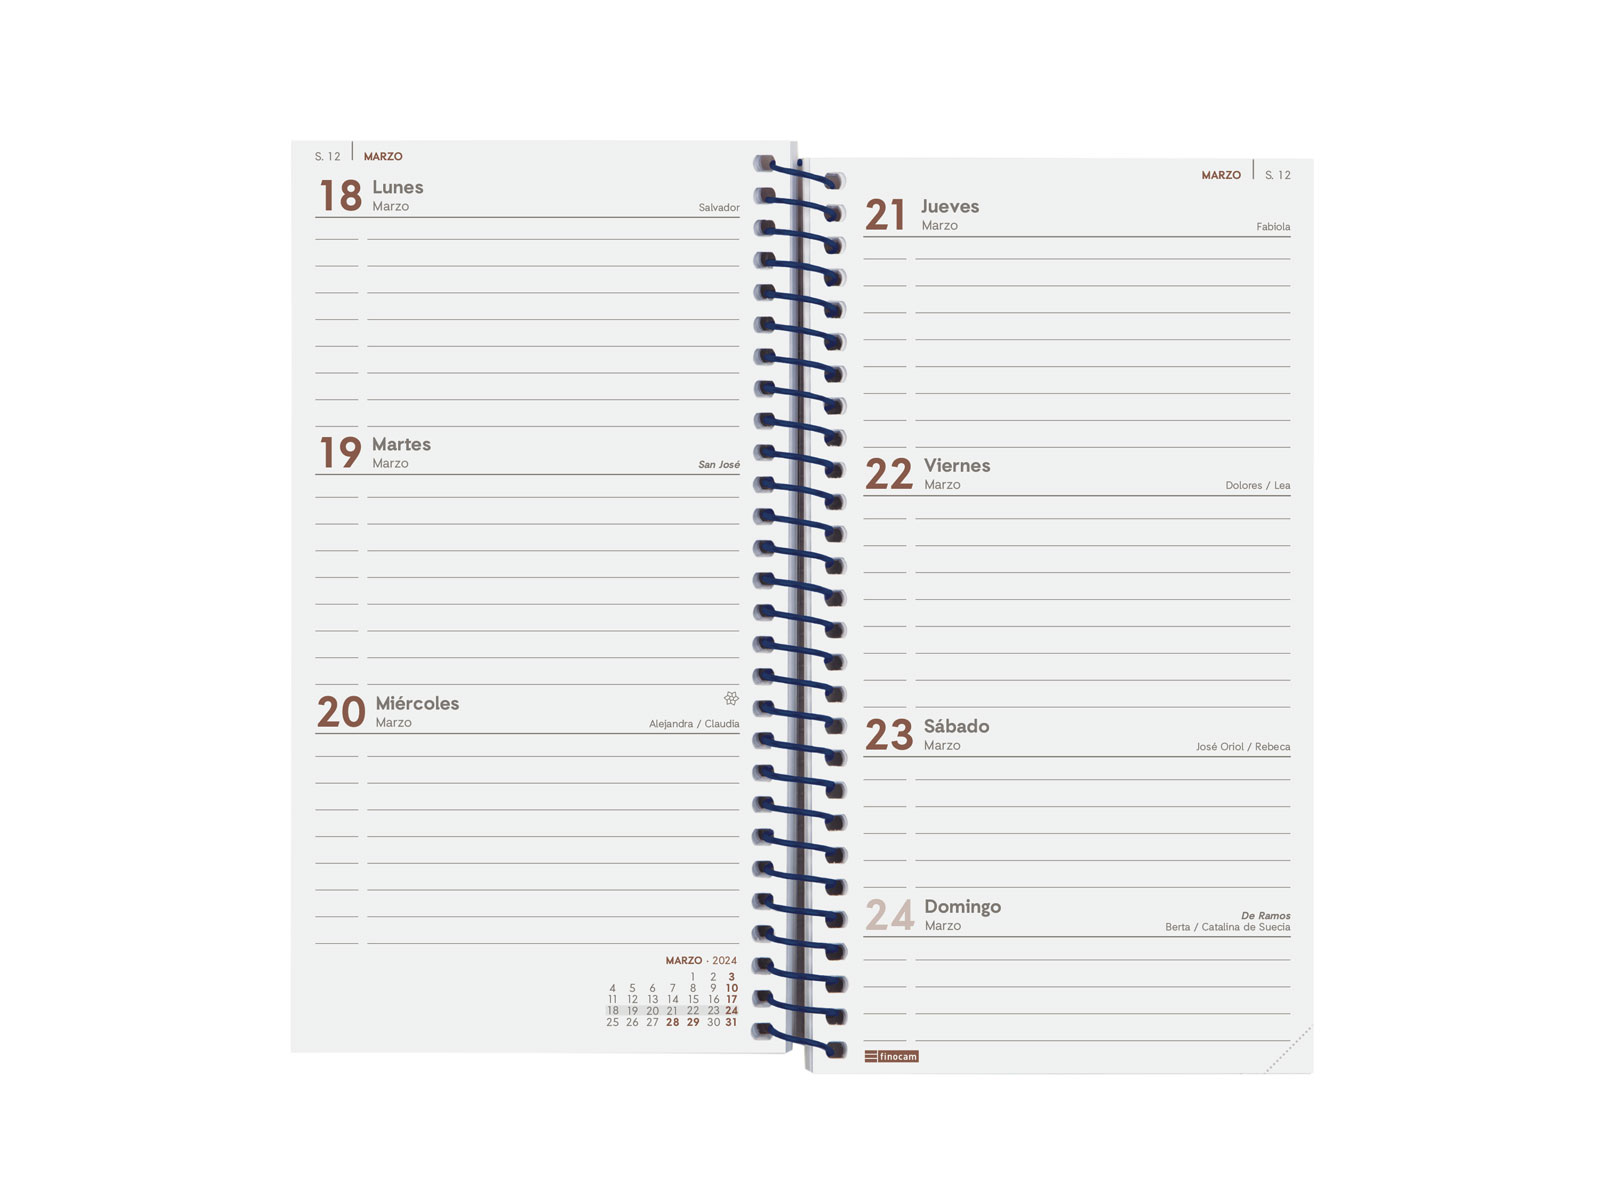 S. 12 MARZO
18 Lunes
Marzo
Salvador
19 Martes
Marzo
San José
20 Miércoles
Marzo
Alejandra / Claudia
MARZO · 2024
1 2 3
4 5 6 7 8 9 10
11 12 13 14 15 16 17
18 19 20 21 22 23 24
25 26 27 28 29 30 31
MARZO S. 12
21 Jueves
Marzo
Fabiola
22 Viernes
Marzo
Dolores / Lea
23 Sábado
Marzo
José Oriol / Rebeca
24 Domingo
De Ramos
Marzo
Berta / Catalina de Suecia
finocam